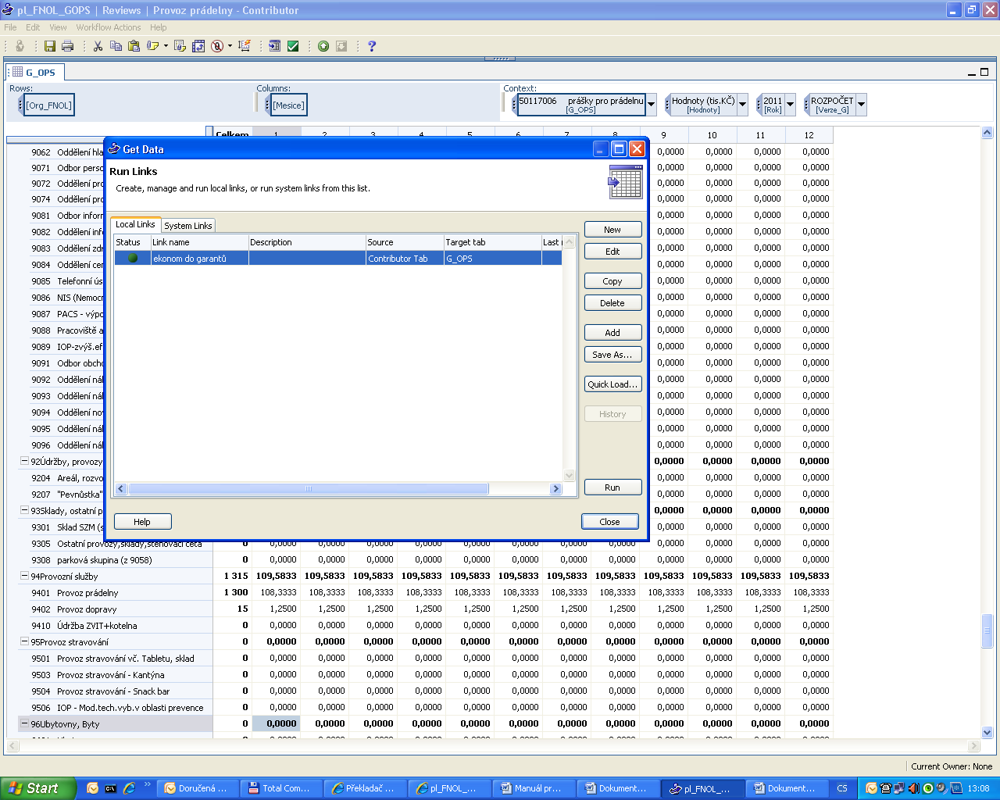 pl_FNOL_GOPS | Reviews | Provoz prádelny - Contributor
File Edit View Workflow Actions Help
G_OPS
Rows: Columns: Context:
[Org_FNOL] [Mesice] 50117006 prášky pro prádelnu [G_OPS] Hodnoty (tis.KČ) [Hodnoty] 2011 [Rok] ROZPOČET [Verze_G]
Celkem 1 2 3 4 5 6 7 8 9 10 11 12
Get Data
Run Links
Create, manage and run local links, or run system links from this list.
Local Links System Links
Status Link name Description Source Target tab Last
ekonom do garantů Contributor Tab G_OPS
New
Edit
Copy
Delete
Add
Save As...
Quick Load...
History
Run
Help Close
9062 Oddělení hla 0,0000 0,0000 0,0000 0,0000
9071 Odbor perso 0,0000 0,0000 0,0000 0,0000
9072 Oddělení pro 0,0000 0,0000 0,0000 0,0000
9074 Oddělení pro 0,0000 0,0000 0,0000 0,0000
9081 Odbor inforr 0,0000 0,0000 0,0000 0,0000
9082 Oddělení info 0,0000 0,0000 0,0000 0,0000
9083 Oddělení zdr 0,0000 0,0000 0,0000 0,0000
9084 Oddělení cen 0,0000 0,0000 0,0000 0,0000
9085 Telefonní ús 0,0000 0,0000 0,0000 0,0000
9086 NIS (Nemocr 0,0000 0,0000 0,0000 0,0000
9087 PACS - výpo 0,0000 0,0000 0,0000 0,0000
9088 Pracoviště a 0,0000 0,0000 0,0000 0,0000
9089 IOP-zvýš.ef 0,0000 0,0000 0,0000 0,0000
9091 Odbor obcho 0,0000 0,0000 0,0000 0,0000
9092 Oddělení nál 0,0000 0,0000 0,0000 0,0000
9093 Oddělení nál 0,0000 0,0000 0,0000 0,0000
9094 Oddělení nov 0,0000 0,0000 0,0000 0,0000
9095 Oddělení nál 0,0000 0,0000 0,0000 0,0000
9096 Oddělení nál 0,0000 0,0000 0,0000 0,0000
92Údržby, provozy 0,0000 0,0000 0,0000 0,0000
9204 Areál, rozvo 0,0000 0,0000 0,0000 0,0000
9207 "Pevnůstka" 0,0000 0,0000 0,0000 0,0000
93Sklady, ostatní p 0,0000 0,0000 0,0000 0,0000
9301 Sklad SZM (s 0,0000 0,0000 0,0000 0,0000
9305 Ostatní provozy,sklady,stěhovací četa 0 0,0000 0,0000 0,0000 0,0000 0,0000 0,0000 0,0000 0,0000 0,0000 0,0000 0,0000 0,0000
9308 parková skupina (z 9058) 0 0,0000 0,0000 0,0000 0,0000 0,0000 0,0000 0,0000 0,0000 0,0000 0,0000 0,0000 0,0000
94Provozní služby 1 315 109,5833 109,5833 109,5833 109,5833 109,5833 109,5833 109,5833 109,5833 109,5833 109,5833 109,5833 109,5833
9401 Provoz prádelny 1 300 108,3333 108,3333 108,3333 108,3333 108,3333 108,3333 108,3333 108,3333 108,3333 108,3333 108,3333 108,3333
9402 Provoz dopravy 15 1,2500 1,2500 1,2500 1,2500 1,2500 1,2500 1,2500 1,2500 1,2500 1,2500 1,2500 1,2500
9410 Údržba ZVIT+kotelna 0 0,0000 0,0000 0,0000 0,0000 0,0000 0,0000 0,0000 0,0000 0,0000 0,0000 0,0000 0,0000
95Provoz stravování 0 0,0000 0,0000 0,0000 0,0000 0,0000 0,0000 0,0000 0,0000 0,0000 0,0000 0,0000 0,0000
9501 Provoz stravování vč. Tabletu, sklad 0 0,0000 0,0000 0,0000 0,0000 0,0000 0,0000 0,0000 0,0000 0,0000 0,0000 0,0000 0,0000
9503 Provoz stravování - Kantýna 0 0,0000 0,0000 0,0000 0,0000 0,0000 0,0000 0,0000 0,0000 0,0000 0,0000 0,0000 0,0000
9504 Provoz stravování - Snack bar 0 0,0000 0,0000 0,0000 0,0000 0,0000 0,0000 0,0000 0,0000 0,0000 0,0000 0,0000 0,0000
9506 IOP - Mod.tech.vyb.v oblasti prevence 0 0,0000 0,0000 0,0000 0,0000 0,0000 0,0000 0,0000 0,0000 0,0000 0,0000 0,0000 0,0000
96Ubytovny, Byty 0 0,0000 0,0000 0,0000 0,0000 0,0000 0,0000 0,0000 0,0000 0,0000 0,0000 0,0000 0,0000
Current Owner: None
Start Doručená ... Total Com... Překladač ... pl_FNOL_... Manuál pr... Dokument... pl_FNOL_... Dokument... CS 13:08